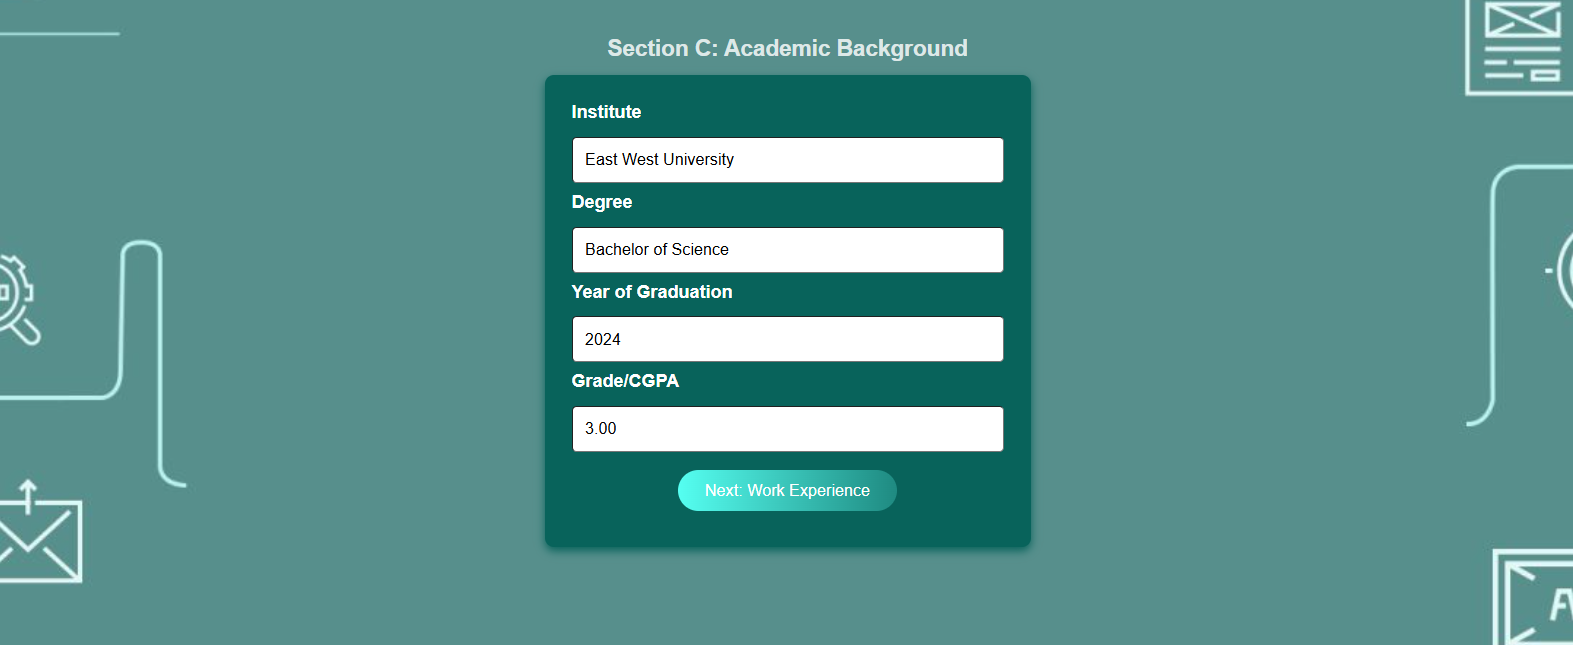 Section C: Academic Background
Institute
East West University
Degree
Bachelor of Science
Year of Graduation
2024
Grade/CGPA
3.00
Next: Work Experience